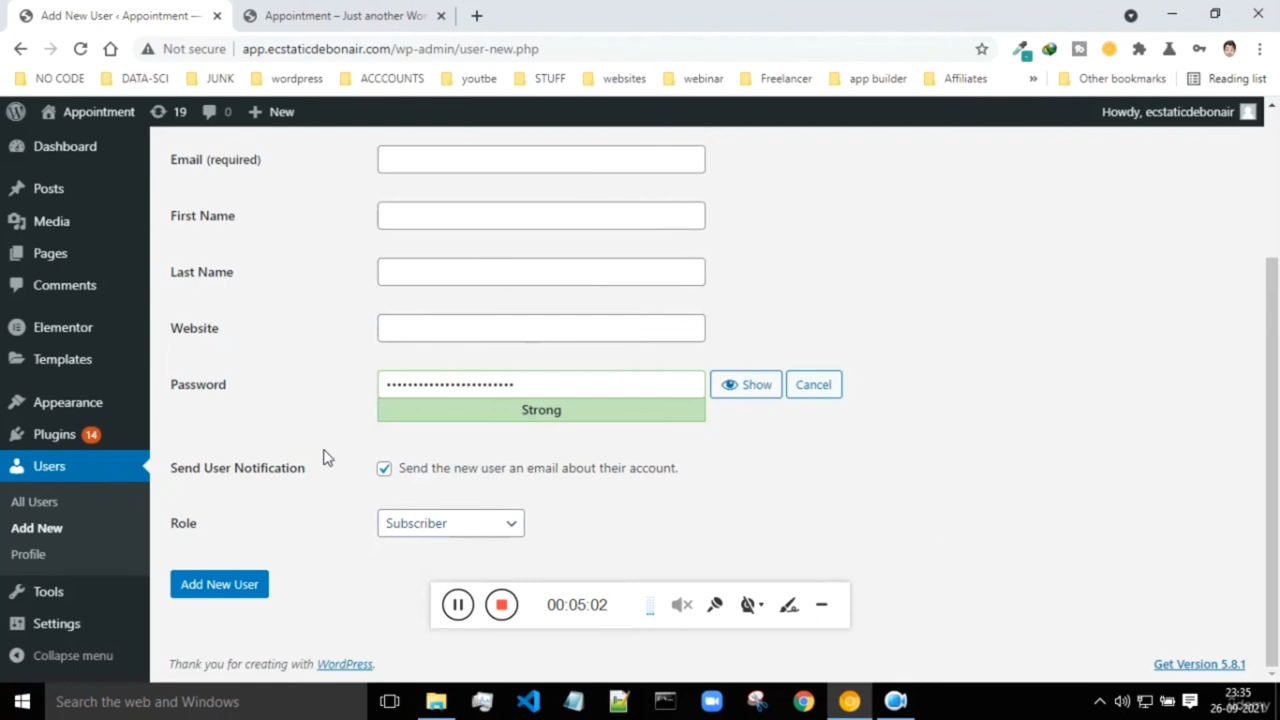 Add New User ‹ Appointment —
Appointment – Just another Wor
Not secure
app.ecstaticdebonair.com/wp-admin/user-new.php
NO CODE
DATA-SCI
JUNK
wordpress
ACCCOUNTS
youtbe
STUFF
websites
webinar
Freelancer
app builder
Affiliates
»
Other bookmarks
Reading list
Appointment
19
0
New
Howdy, ecstaticdebonair
Dashboard
Posts
Media
Pages
Comments
Elementor
Templates
Appearance
Plugins 14
Users
All Users
Add New
Profile
Tools
Settings
Collapse menu
Email (required)
First Name
Last Name
Website
Password
Show
Cancel
Strong
Send User Notification
Send the new user an email about their account.
Role
Subscriber
Add New User
00:05:02
Thank you for creating with WordPress.
Get Version 5.8.1
Search the web and Windows
23:35
26-09-2021
udemy